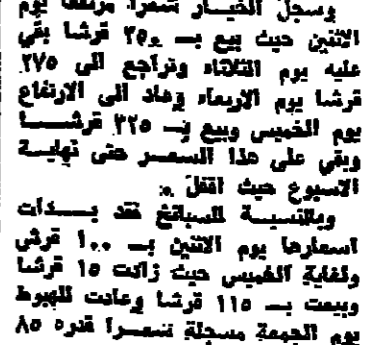 وسجل الخيار سعرا مرتفعا يوم
الاثنين حيث بيع بـ ٣٥٠ قرشا بقي
عليه يوم الثلاثاء وتراجع الى ٢٧٥
قرشا يوم الاربعاء وعاد الى الارتفاع
يوم الخميس وبيع بـ ٣٢٥ قرشا
وبقي على هذا السعر حتى نهاية
الاسبوع حيث اقفل .
وبالنسبة للسبانخ فقد بدأت
اسعارها يوم الاثنين بـ ١٠٠ قرش
ولغاية الخميس حيث زادت ١٥ قرشا
وبيعت بـ ١١٥ قرشا وعادت للهبوط
يوم الجمعة مسجلة سعرا قدره ٨٥